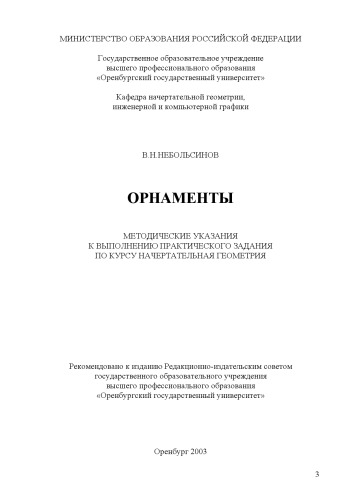 МИНИСТЕРСТВО ОБРАЗОВАНИЯ РОССИЙСКОЙ ФЕДЕРАЦИИ
Государственное образовательное учреждение
высшего профессионального образования
«Оренбургский государственный университет»
Кафедра начертательной геометрии,
инженерной и компьютерной графики
В.Н.НЕБОЛЬСИНОВ
ОРНАМЕНТЫ
МЕТОДИЧЕСКИЕ УКАЗАНИЯ
К ВЫПОЛНЕНИЮ ПРАКТИЧЕСКОГО ЗАДАНИЯ
ПО КУРСУ НАЧЕРТАТЕЛЬНАЯ ГЕОМЕТРИЯ
Рекомендовано к изданию Редакционно-издательским советом
государственного образовательного учреждения
высшего профессионального образования
«Оренбургский государственный университет»
Оренбург 2003
3